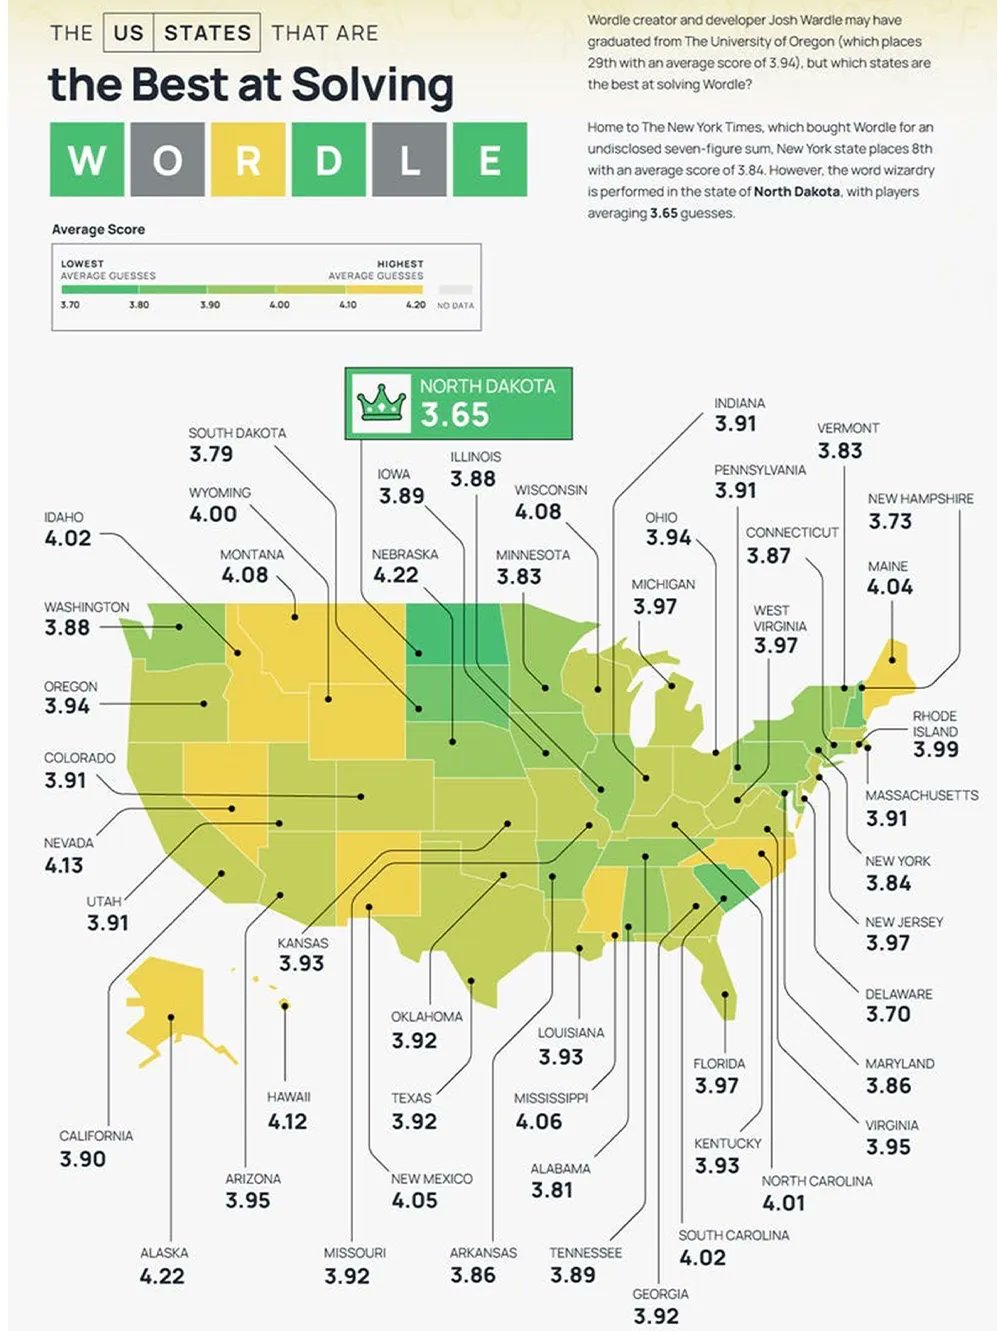 THE US STATES THAT ARE
the Best at Solving
WORDLE
Wordle creator and developer Josh Wardle may have
graduated from The University of Oregon (which places
29th with an average score of 3.94), but which states are
the best at solving Wordle?
Home to The New York Times, which bought Wordle for an
undisclosed seven-figure sum, New York state places 8th
with an average score of 3.84. However, the word wizardry
is performed in the state of North Dakota, with players
averaging 3.65 guesses.
Average Score
LOWEST
AVERAGE GUESSES
HIGHEST
AVERAGE GUESSES
3.70 3.80 3.90 4.00 4.10 4.20 NO DATA
NORTH DAKOTA
3.65
SOUTH DAKOTA
3.79
WYOMING
4.00
IDAHO
4.02
MONTANA
4.08
WASHINGTON
3.88
OREGON
3.94
COLORADO
3.91
NEVADA
4.13
UTAH
3.91
IOWA
3.89
ILLINOIS
3.88
NEBRASKA
4.22
WISCONSIN
4.08
MINNESOTA
3.83
INDIANA
3.91
OHIO
3.94
MICHIGAN
3.97
PENNSYLVANIA
3.91
VERMONT
3.83
CONNECTICUT
3.87
WEST
VIRGINIA
3.97
NEW HAMPSHIRE
3.73
MAINE
4.04
RHODE
ISLAND
3.99
MASSACHUSETTS
3.91
NEW YORK
3.84
NEW JERSEY
3.97
DELAWARE
3.70
MARYLAND
3.86
VIRGINIA
3.95
KANSAS
3.93
OKLAHOMA
3.92
TEXAS
3.92
LOUISIANA
3.93
MISSISSIPPI
4.06
ALABAMA
3.81
FLORIDA
3.97
KENTUCKY
3.93
NORTH CAROLINA
4.01
SOUTH CAROLINA
4.02
HAWAII
4.12
CALIFORNIA
3.90
ARIZONA
3.95
NEW MEXICO
4.05
ALASKA
4.22
MISSOURI
3.92
ARKANSAS
3.86
TENNESSEE
3.89
GEORGIA
3.92